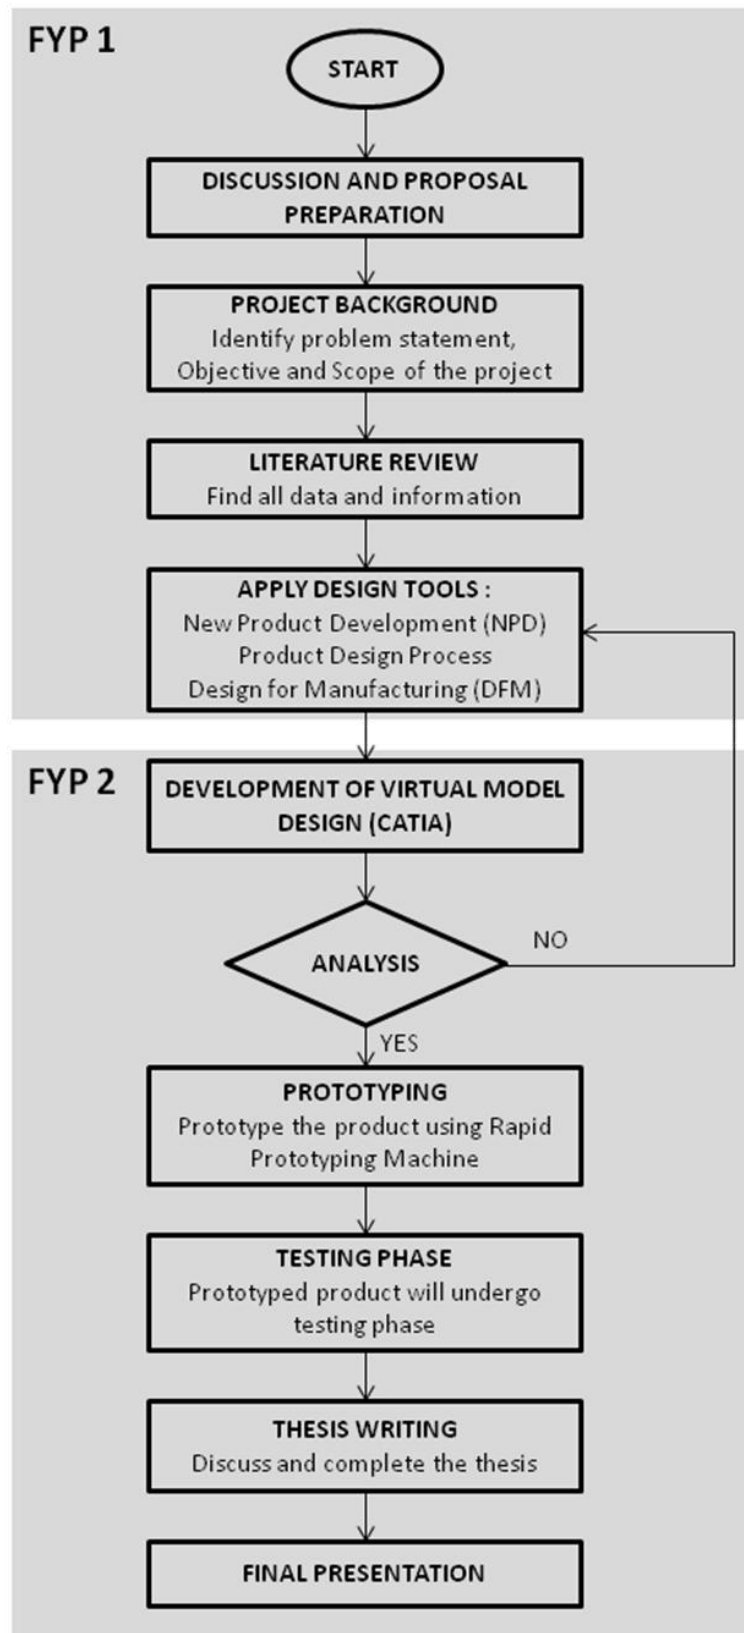 FYP 1
START
DISCUSSION AND PROPOSAL
PREPARATION
PROJECT BACKGROUND
Identify problem statement,
Objective and Scope of the project
LITERATURE REVIEW
Find all data and information
APPLY DESIGN TOOLS :
New Product Development (NPD)
Product Design Process
Design for Manufacturing (DFM)
FYP 2
DEVELOPMENT OF VIRTUAL MODEL
DESIGN (CATIA)
ANALYSIS
NO
YES
PROTOTYPING
Prototype the product using Rapid
Prototyping Machine
TESTING PHASE
Prototyped product will undergo
testing phase
THESIS WRITING
Discuss and complete the thesis
FINAL PRESENTATION